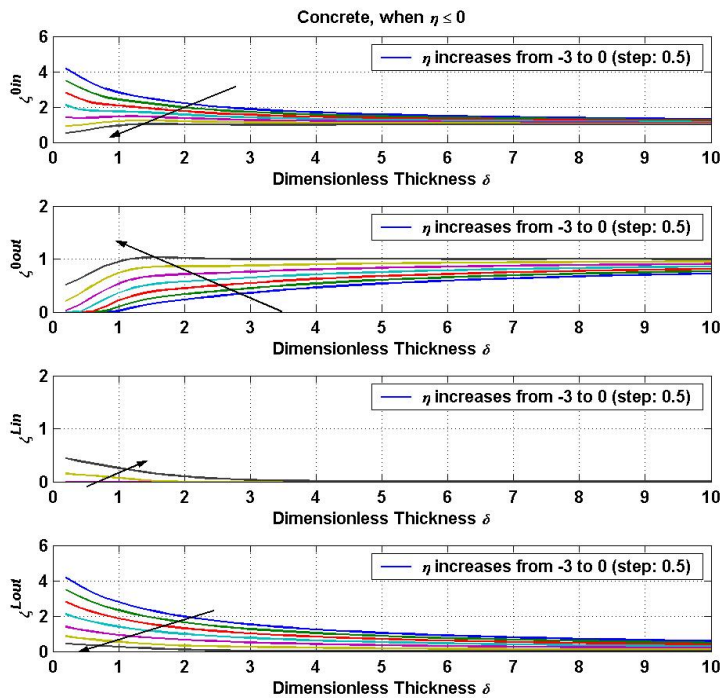 Concrete, when η ≤ 0
6
4
2
0
ζ^0in
η increases from -3 to 0 (step: 0.5)
0 1 2 3 4 5 6 7 8 9 10
Dimensionless Thickness δ
2
1
0
ζ^0out
η increases from -3 to 0 (step: 0.5)
0 1 2 3 4 5 6 7 8 9 10
Dimensionless Thickness δ
2
1
0
ζ^Lin
η increases from -3 to 0 (step: 0.5)
0 1 2 3 4 5 6 7 8 9 10
Dimensionless Thickness δ
6
4
2
0
ζ^Lout
η increases from -3 to 0 (step: 0.5)
0 1 2 3 4 5 6 7 8 9 10
Dimensionless Thickness δ